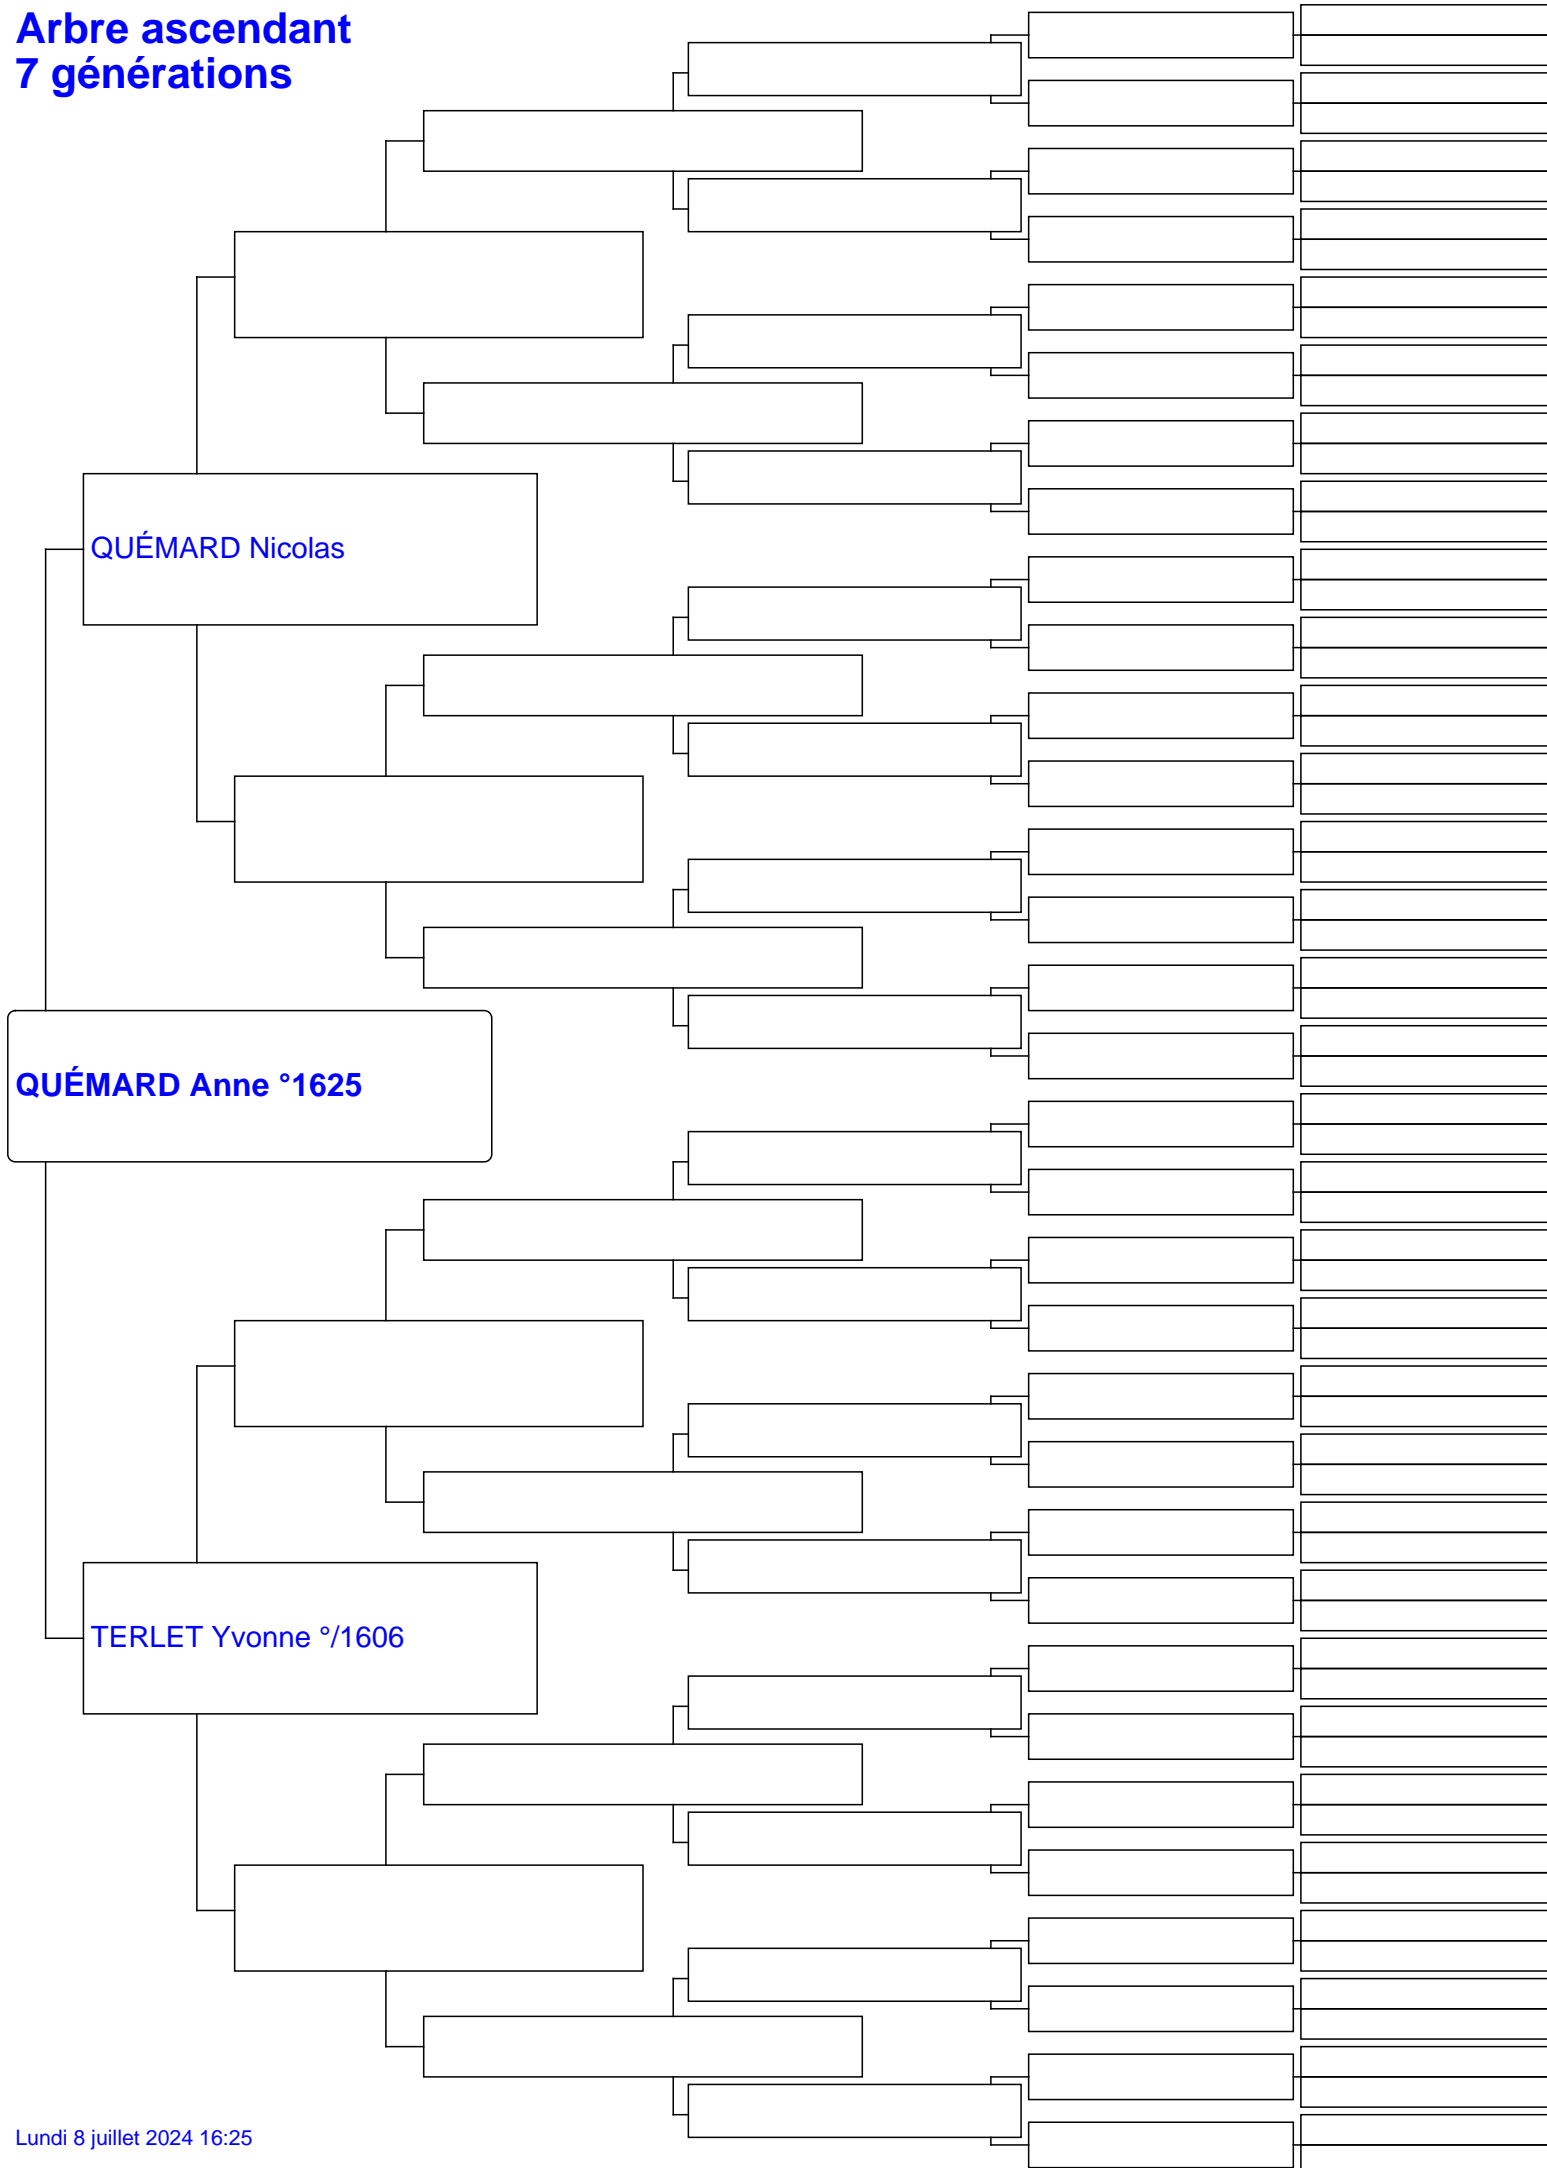 Arbre ascendant
7 générations
QUÉMARD Nicolas
QUÉMARD Anne °1625
TERLET Yvonne °/1606
Lundi 8 juillet 2024 16:25